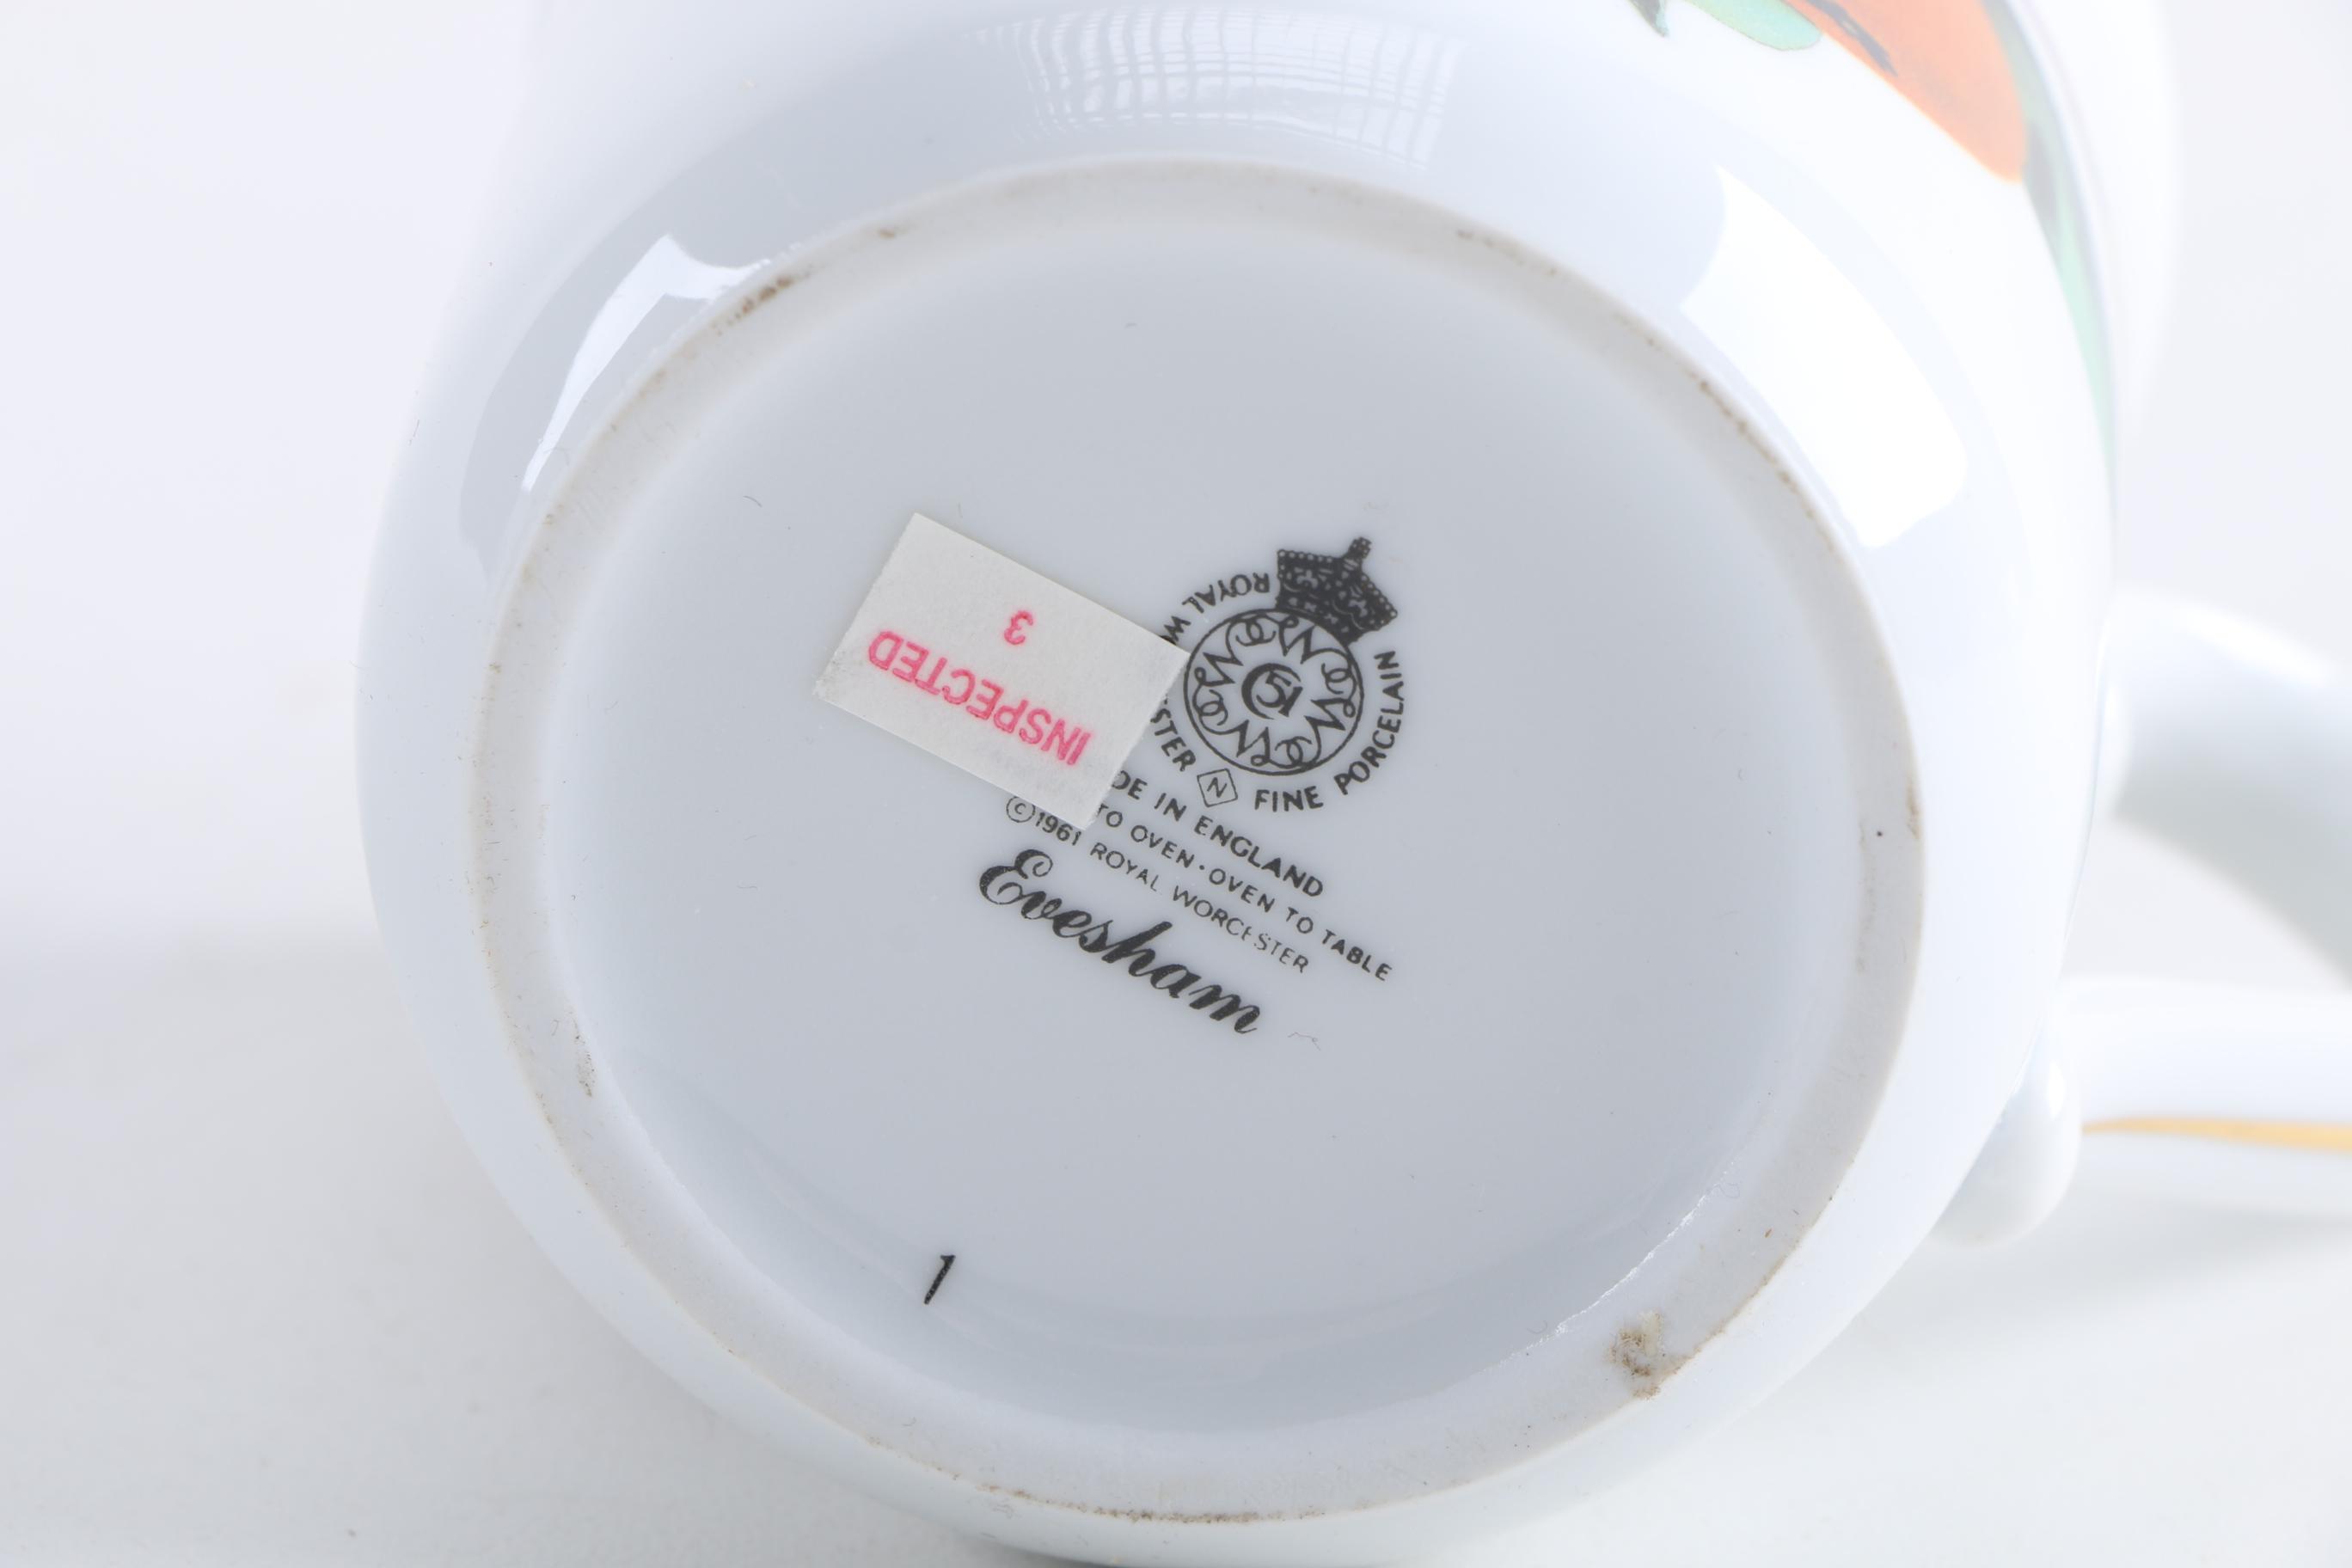 ROYAL W STER N FINE PORCELAIN
51
DE IN ENGLAND
TO OVEN·OVEN TO TABLE
©1961 ROYAL WORCESTER
Evesham
INSPECTED
3
1